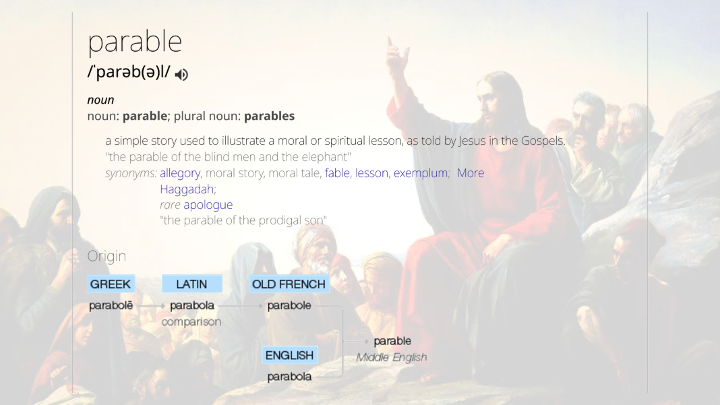 parable
/ˈparəb(ə)l/
noun
noun: parable; plural noun: parables
a simple story used to illustrate a moral or spiritual lesson, as told by Jesus in the Gospels.
"the parable of the blind men and the elephant"
synonyms: allegory, moral story, moral tale, fable, lesson, exemplum; More
Haggadah;
rare apologue
"the parable of the prodigal son"
Origin
GREEK LATIN OLD FRENCH
parabolē parabola parabole
comparison
parable
Middle English
ENGLISH
parabola